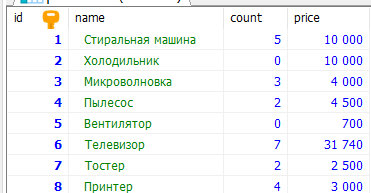 id name count price
1 Стиральная машина 5 10 000
2 Холодильник 0 10 000
3 Микроволновка 3 4 000
4 Пылесос 2 4 500
5 Вентилятор 0 700
6 Телевизор 7 31 740
7 Тостер 2 2 500
8 Принтер 4 3 000